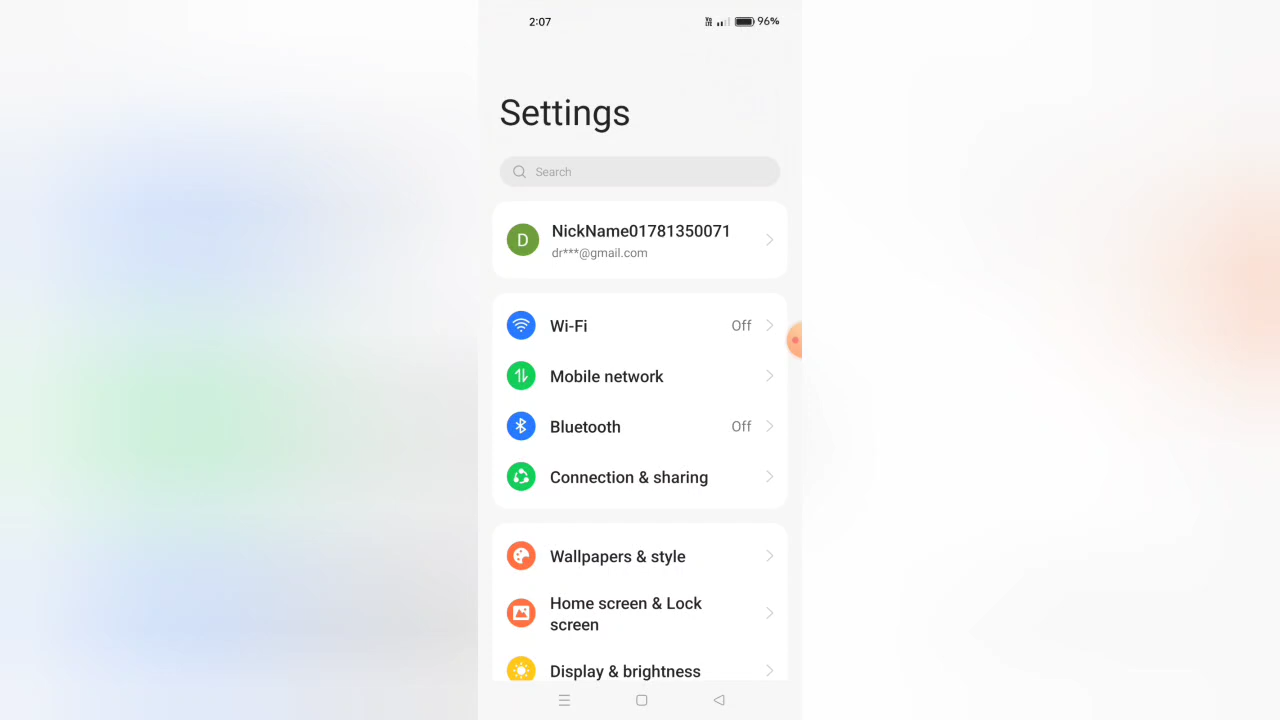 2:07
96%
Settings
Search
D
NickName01781350071
dr***@gmail.com
Wi-Fi
Off
Mobile network
Bluetooth
Off
Connection & sharing
Wallpapers & style
Home screen & Lock
screen
Display & brightness